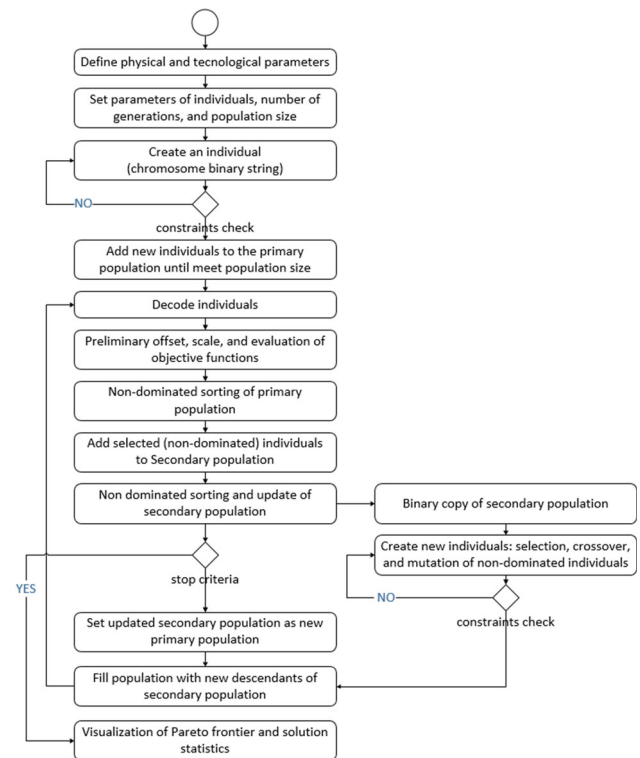 Define physical and tecnological parameters
Set parameters of individuals, number of
generations, and population size
Create an individual
(chromosome binary string)
NO
constraints check
Add new individuals to the primary
population until meet population size
Decode individuals
Preliminary offset, scale, and evaluation of
objective functions
Non-dominated sorting of primary
population
Add selected (non-dominated) individuals
to Secondary population
Non dominated sorting and update of
secondary population
Binary copy of secondary population
Create new individuals: selection, crossover,
and mutation of non-dominated individuals
NO
constraints check
stop criteria
YES
Set updated secondary population as new
primary population
Fill population with new descendants of
secondary population
Visualization of Pareto frontier and solution
statistics